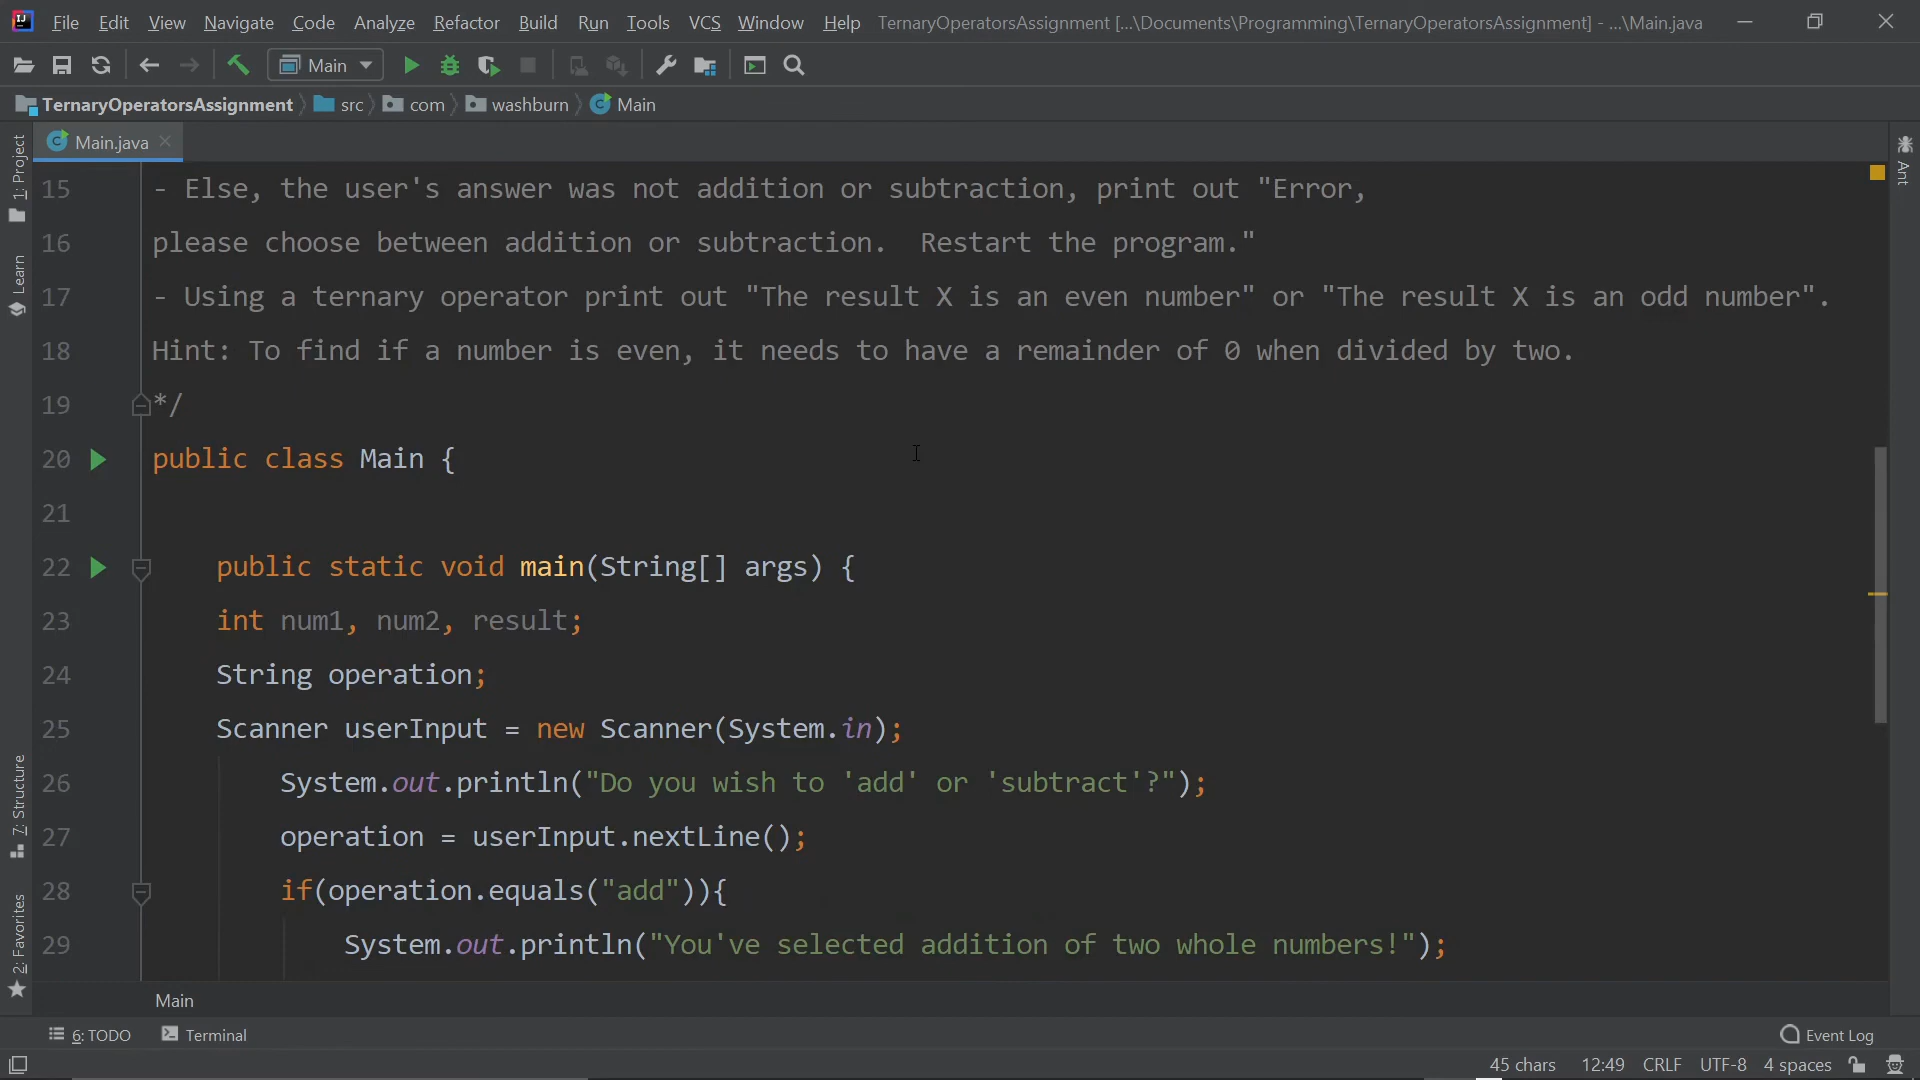 File Edit View Navigate Code Analyze Refactor Build Run Tools VCS Window Help TernaryOperatorsAssignment [...\Documents\Programming\TernaryOperatorsAssignment] - ...\Main.java
Main
TernaryOperatorsAssignment src com washburn Main
Main.java
1: Project
Learn
7: Structure
2: Favorites
Ant
15 - Else, the user's answer was not addition or subtraction, print out "Error,
16 please choose between addition or subtraction.  Restart the program."
17 - Using a ternary operator print out "The result X is an even number" or "The result X is an odd number".
18 Hint: To find if a number is even, it needs to have a remainder of 0 when divided by two.
19 */
20 public class Main {
21
22 public static void main(String[] args) {
23 int num1, num2, result;
24 String operation;
25 Scanner userInput = new Scanner(System.in);
26 System.out.println("Do you wish to 'add' or 'subtract'?");
27 operation = userInput.nextLine();
28 if(operation.equals("add")){
29 System.out.println("You've selected addition of two whole numbers!");
Main
6: TODO Terminal Event Log
45 chars 12:49 CRLF UTF-8 4 spaces